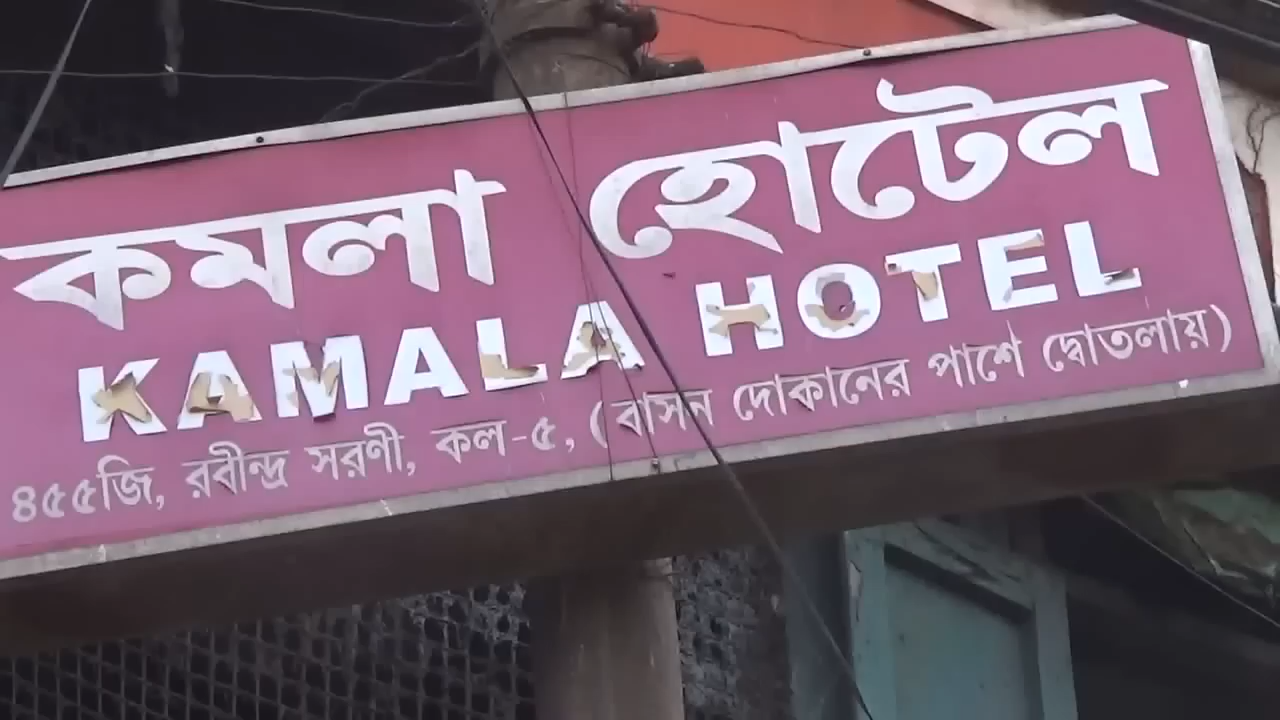 কমলা হোটেল
KAMALA HOTEL
৪৫৫জি, রবীন্দ্র সরণী, কল-৫, (বাসন দোকানের পাশে দ্বোতলায়)